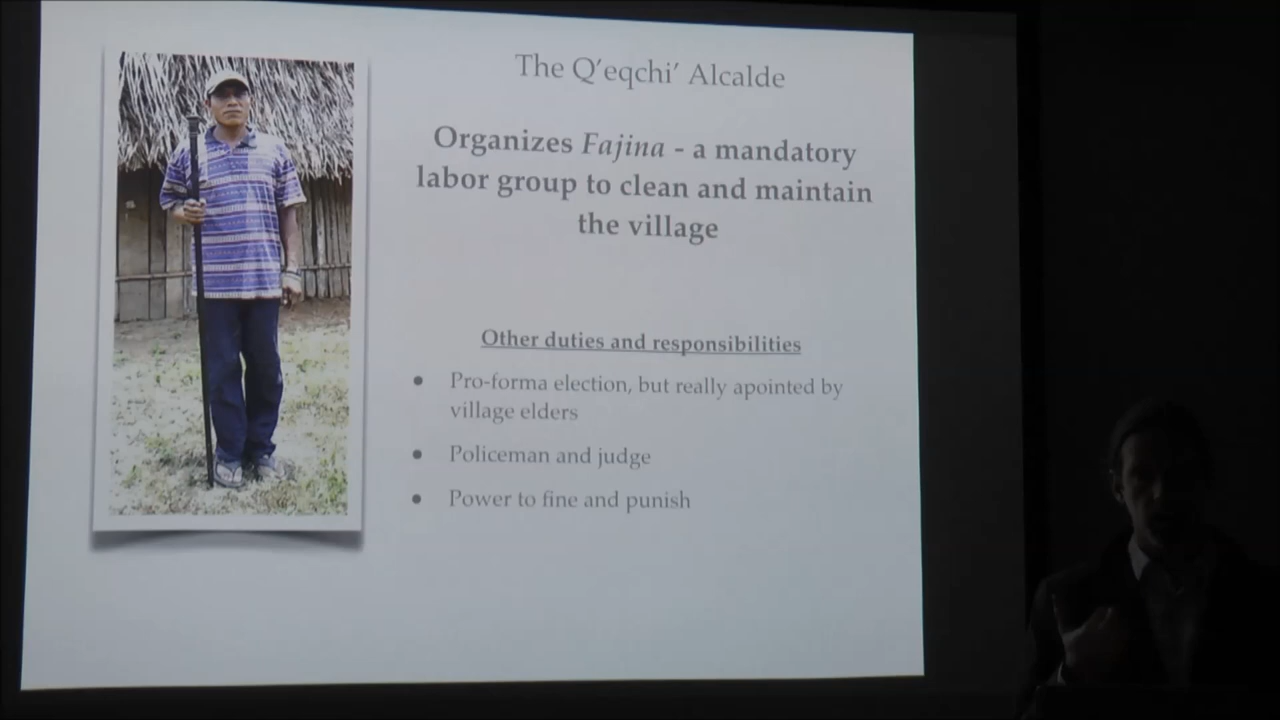 The Q’eqchi’ Alcalde
Organizes Fajina - a mandatory
labor group to clean and maintain
the village
Other duties and responsibilities
• Pro-forma election, but really apointed by
village elders
• Policeman and judge
• Power to fine and punish